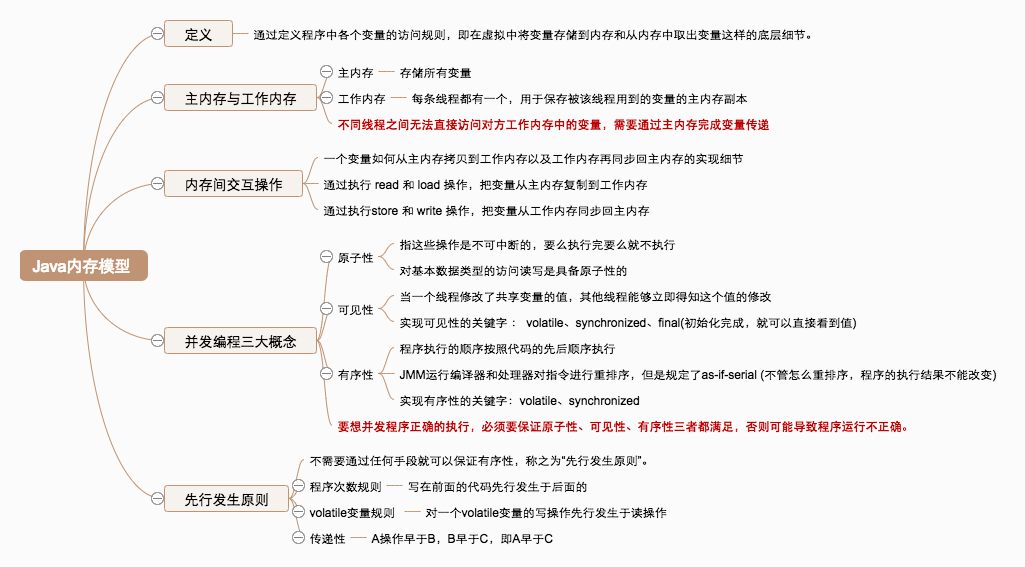 Java内存模型
定义
通过定义程序中各个变量的访问规则，即在虚拟中将变量存储到内存和从内存中取出变量这样的底层细节。
主内存与工作内存
主内存
存储所有变量
工作内存
每条线程都有一个，用于保存被该线程用到的变量的主内存副本
不同线程之间无法直接访问对方工作内存中的变量，需要通过主内存完成变量传递
内存间交互操作
一个变量如何从主内存拷贝到工作内存以及工作内存再同步回主内存的实现细节
通过执行 read 和 load 操作，把变量从主内存复制到工作内存
通过执行store 和 write 操作，把变量从工作内存同步回主内存
并发编程三大概念
原子性
指这些操作是不可中断的，要么执行完要么就不执行
对基本数据类型的访问读写是具备原子性的
可见性
当一个线程修改了共享变量的值，其他线程能够立即得知这个值的修改
实现可见性的关键字： volatile、synchronized、final(初始化完成，就可以直接看到值)
有序性
程序执行的顺序按照代码的先后顺序执行
JMM运行编译器和处理器对指令进行重排序，但是规定了as-if-serial (不管怎么重排序，程序的执行结果不能改变)
实现有序性的关键字：volatile、synchronized
要想并发程序正确的执行，必须要保证原子性、可见性、有序性三者都满足，否则可能导致程序运行不正确。
先行发生原则
不需要通过任何手段就可以保证有序性，称之为“先行发生原则”。
程序次数规则
写在前面的代码先行发生于后面的
volatile变量规则
对一个volatile变量的写操作先行发生于读操作
传递性
A操作早于B，B早于C，即A早于C